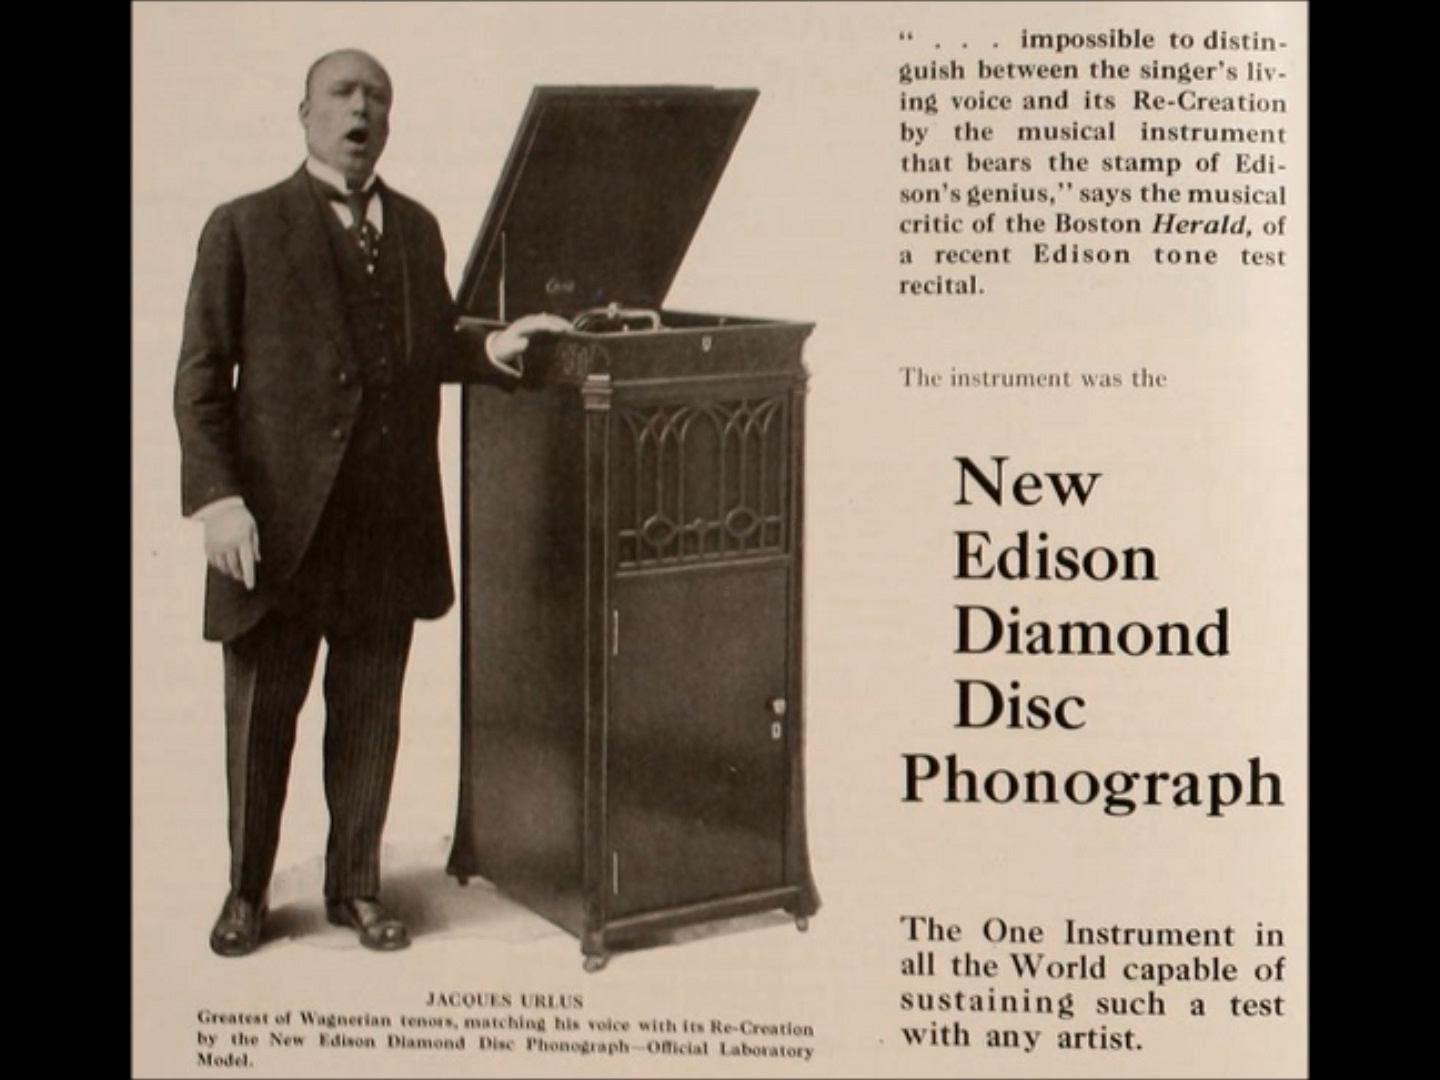 “ . . . impossible to distin-
guish between the singer's liv-
ing voice and its Re-Creation
by the musical instrument
that bears the stamp of Edi-
son's genius,” says the musical
critic of the Boston Herald, of
a recent Edison tone test
recital.
The instrument was the
New
Edison
Diamond
Disc
Phonograph
The One Instrument in
all the World capable of
sustaining such a test
with any artist.
JACQUES URLUS
Greatest of Wagnerian tenors, matching his voice with its Re-Creation
by the New Edison Diamond Disc Phonograph—Official Laboratory
Model.